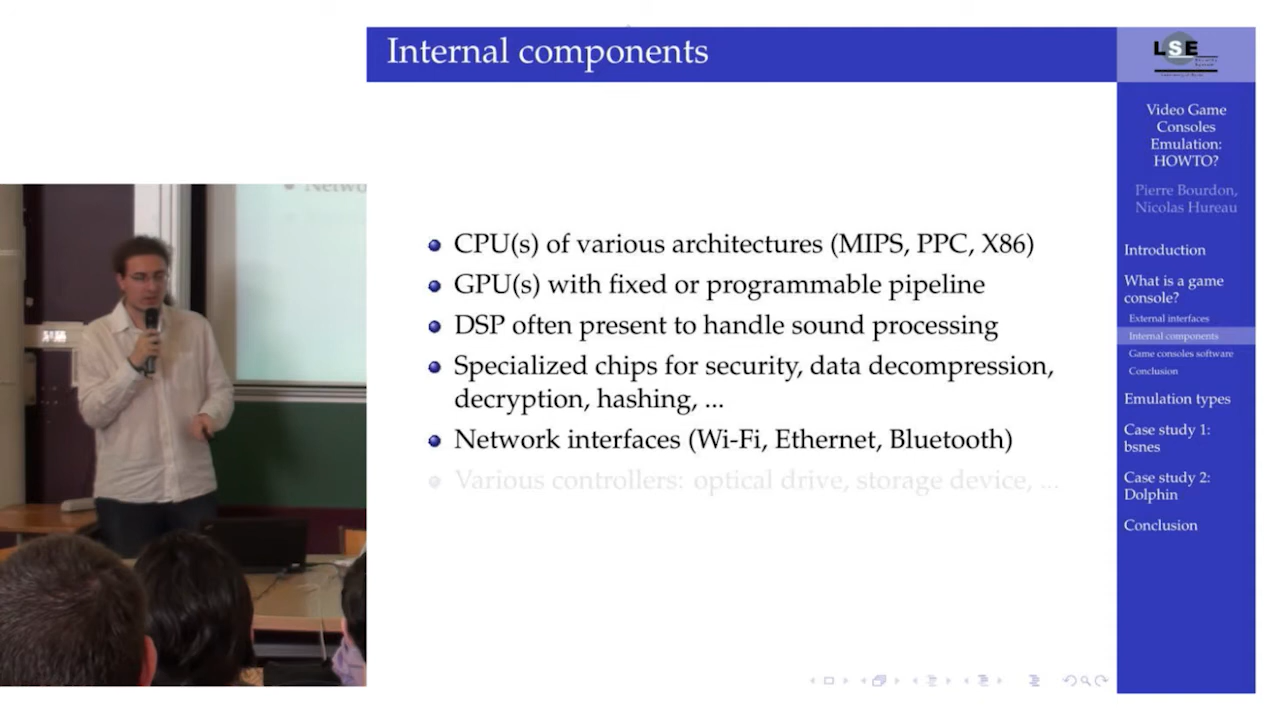 Internal components
CPU(s) of various architectures (MIPS, PPC, X86)
GPU(s) with fixed or programmable pipeline
DSP often present to handle sound processing
Specialized chips for security, data decompression,
decryption, hashing, ...
Network interfaces (Wi-Fi, Ethernet, Bluetooth)
Various controllers: optical drive, storage device, ...
LSE
Video Game
Consoles
Emulation:
HOWTO?
Pierre Bourdon,
Nicolas Hureau
Introduction
What is a game
console?
External interfaces
Internal components
Game consoles software
Conclusion
Emulation types
Case study 1:
bsnes
Case study 2:
Dolphin
Conclusion